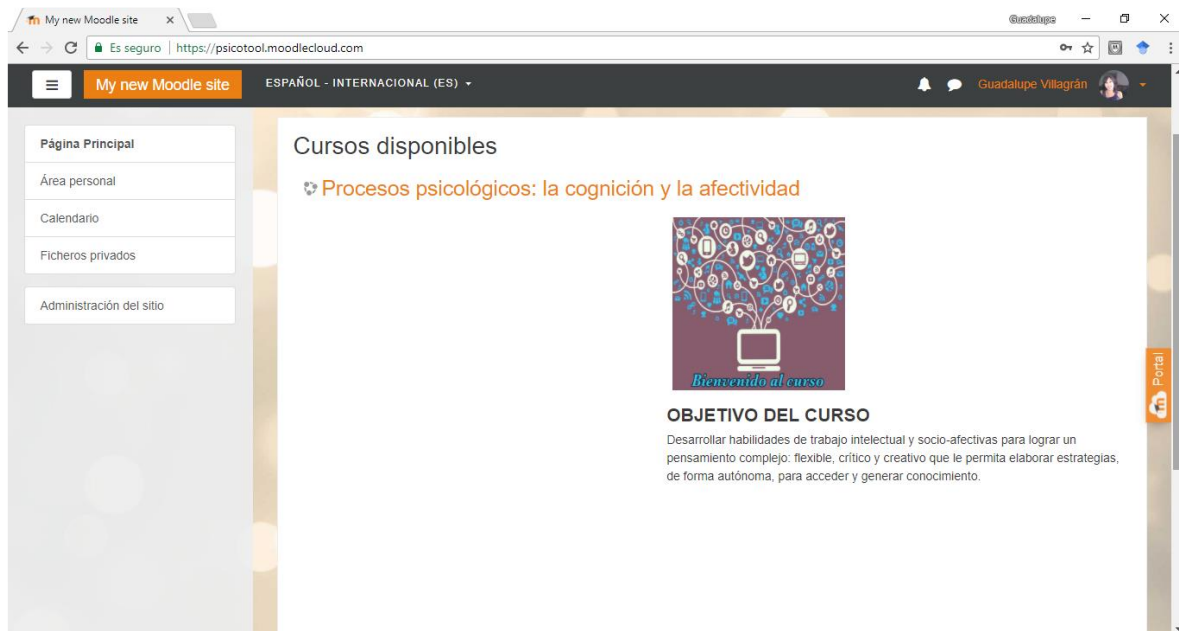 My new Moodle site
Guadalupe
Es seguro | https://psicotool.moodlecloud.com
My new Moodle site
ESPAÑOL - INTERNACIONAL (ES)
Guadalupe Villagrán
Página Principal
Área personal
Calendario
Ficheros privados
Administración del sitio
Cursos disponibles
Procesos psicológicos: la cognición y la afectividad
Bienvenido al curso
OBJETIVO DEL CURSO
Desarrollar habilidades de trabajo intelectual y socio-afectivas para lograr un
pensamiento complejo: flexible, crítico y creativo que le permita elaborar estrategias,
de forma autónoma, para acceder y generar conocimiento.
Portal